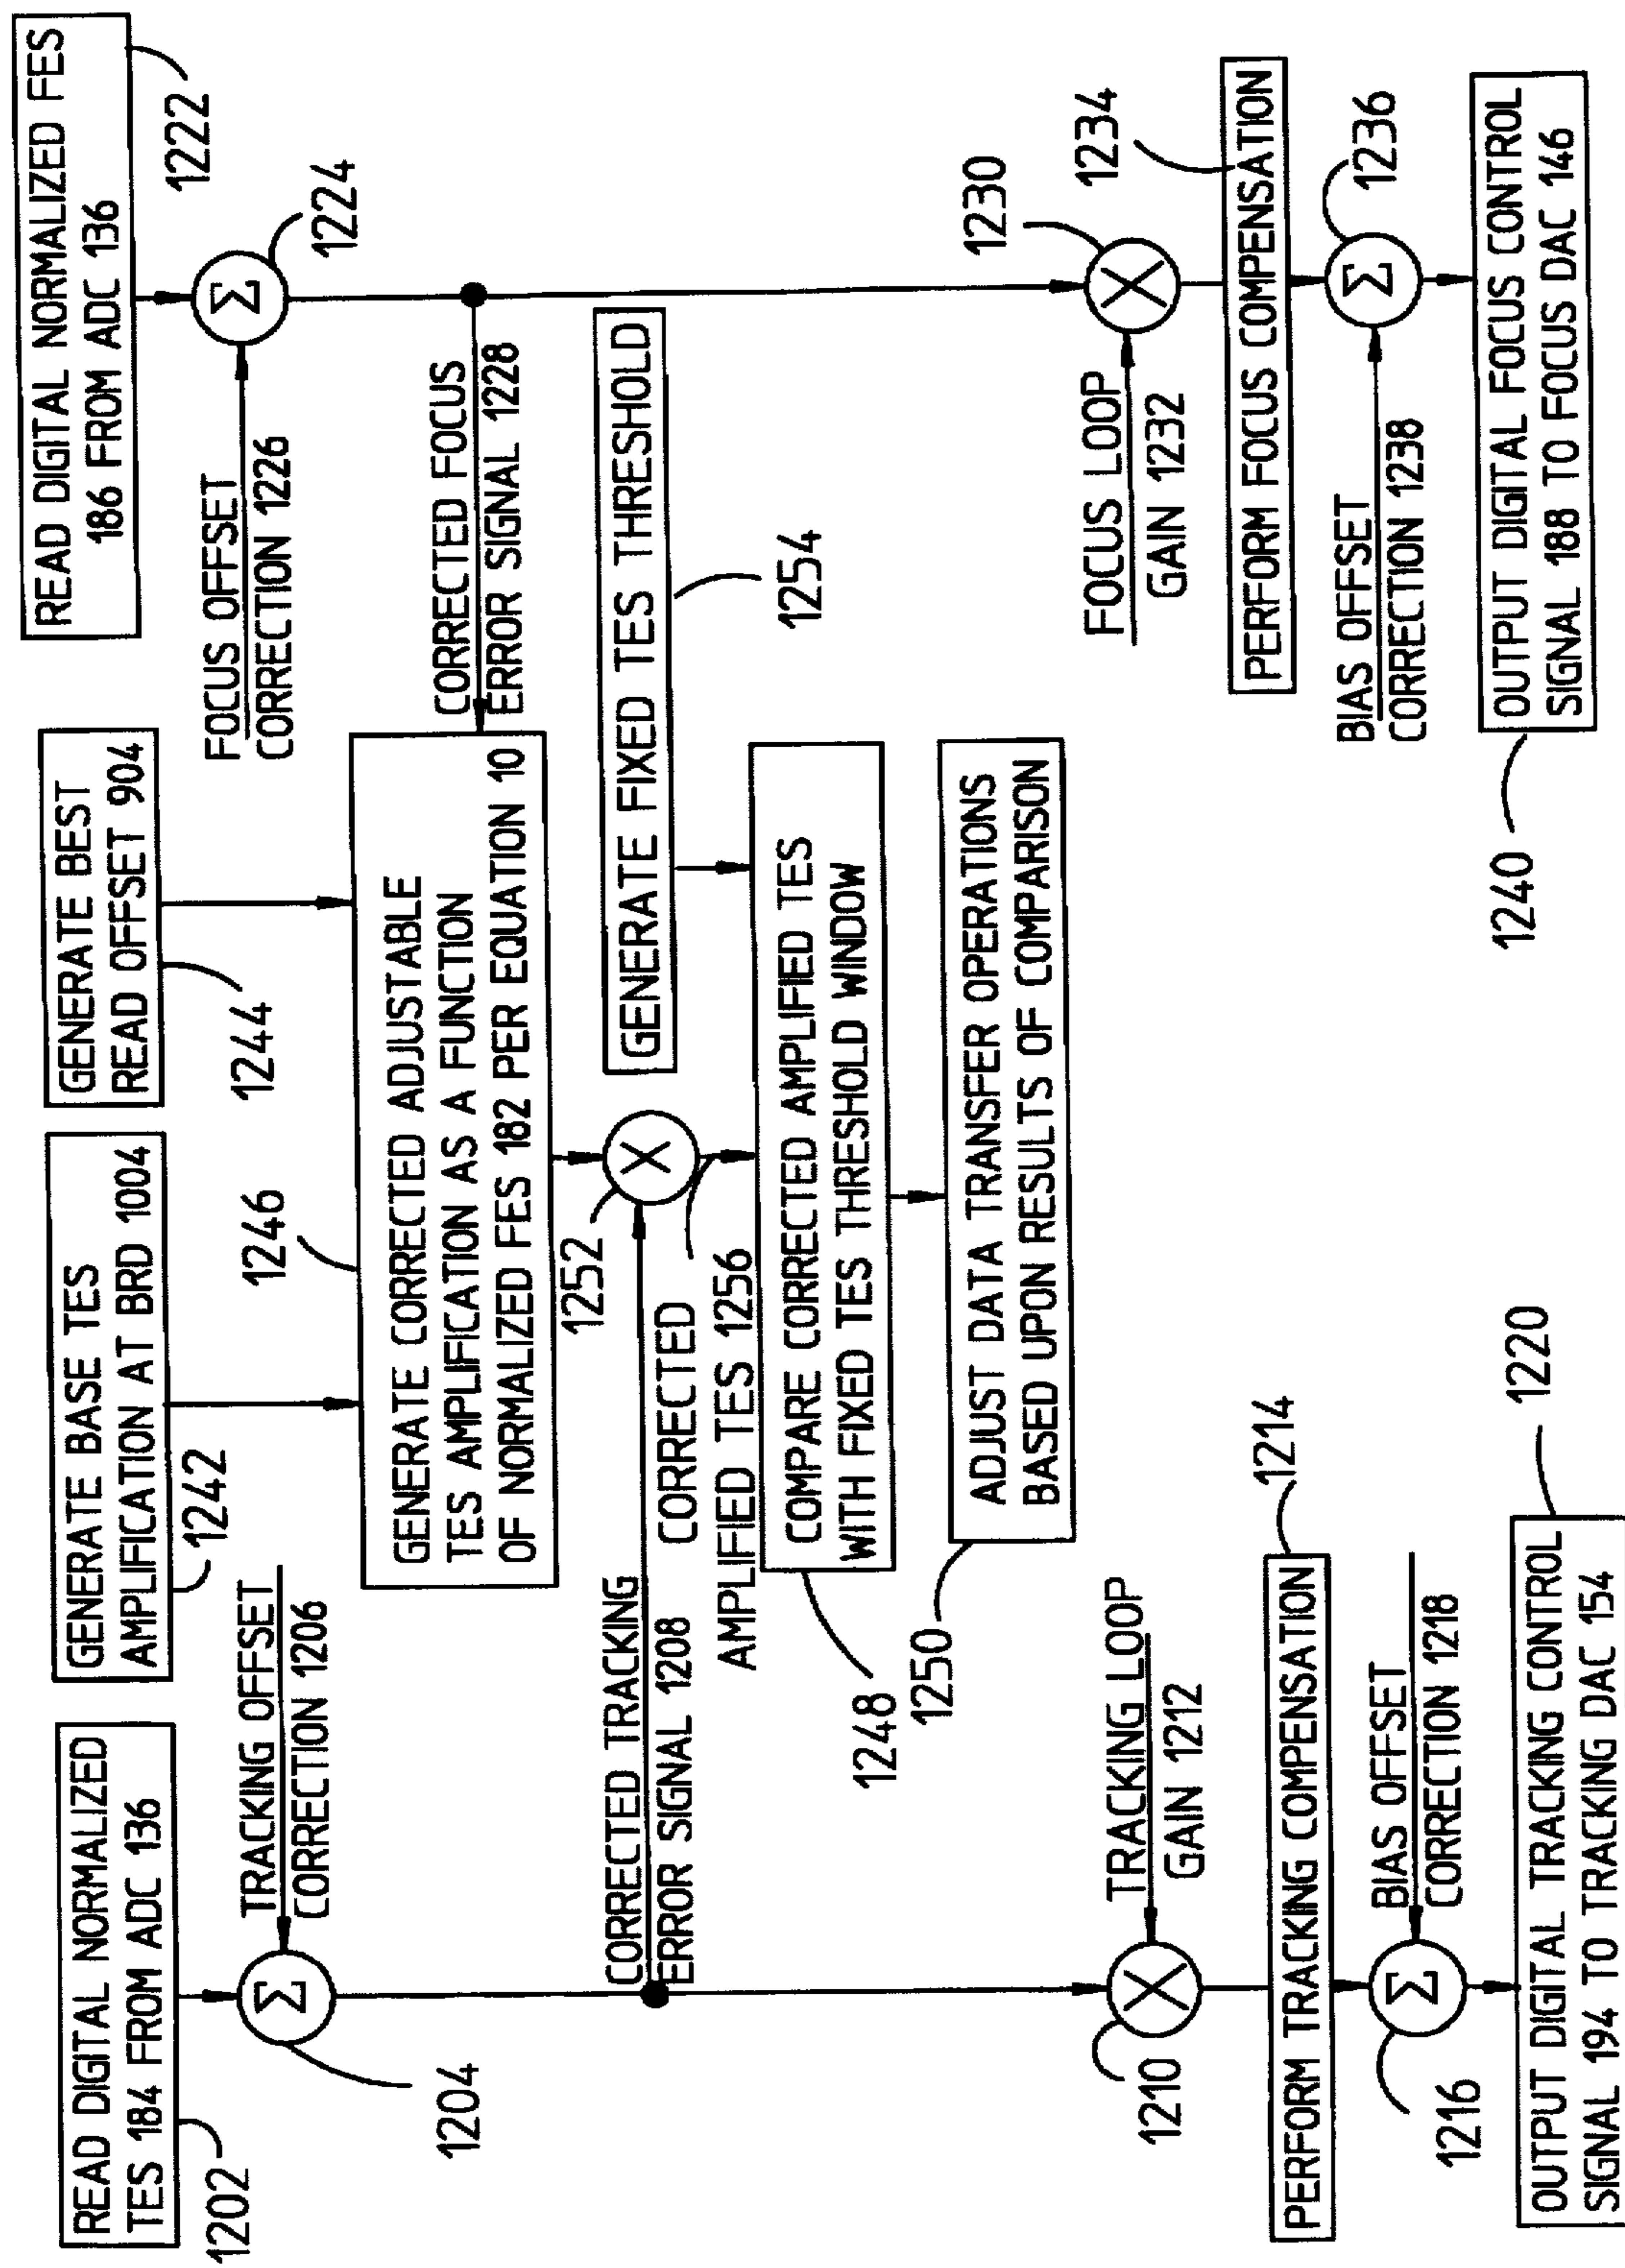 READ DIGITAL NORMALIZED
TES 184 FROM ADC 136
1202
TRACKING OFFSET
CORRECTION 1206
1204
CORRECTED TRACKING
ERROR SIGNAL 1208
TRACKING LOOP
GAIN 1212
1210
PERFORM TRACKING COMPENSATION
1214
BIAS OFFSET
CORRECTION 1218
1216
OUTPUT DIGITAL TRACKING CONTROL
SIGNAL 194 TO TRACKING DAC 154
1220
GENERATE BASE TES
AMPLIFICATION AT BRD 1004
1242
GENERATE BEST
READ OFFSET 904
1244
1246
GENERATE CORRECTED ADJUSTABLE
TES AMPLIFICATION AS A FUNCTION
OF NORMALIZED FES 182 PER EQUATION 10
1252
CORRECTED
AMPLIFIED TES 1256
GENERATE FIXED TES THRESHOLD
1254
COMPARE CORRECTED AMPLIFIED TES
WITH FIXED TES THRESHOLD WINDOW
1248
ADJUST DATA TRANSFER OPERATIONS
BASED UPON RESULTS OF COMPARISON
1250
READ DIGITAL NORMALIZED FES
186 FROM ADC 136
1222
Σ
1224
FOCUS OFFSET
CORRECTION 1226
CORRECTED FOCUS
ERROR SIGNAL 1228
1230
FOCUS LOOP
GAIN 1232
1234
PERFORM FOCUS COMPENSATION
Σ
1236
BIAS OFFSET
CORRECTION 1238
OUTPUT DIGITAL FOCUS CONTROL
SIGNAL 188 TO FOCUS DAC 146
1240
Σ
Σ
X
X
X